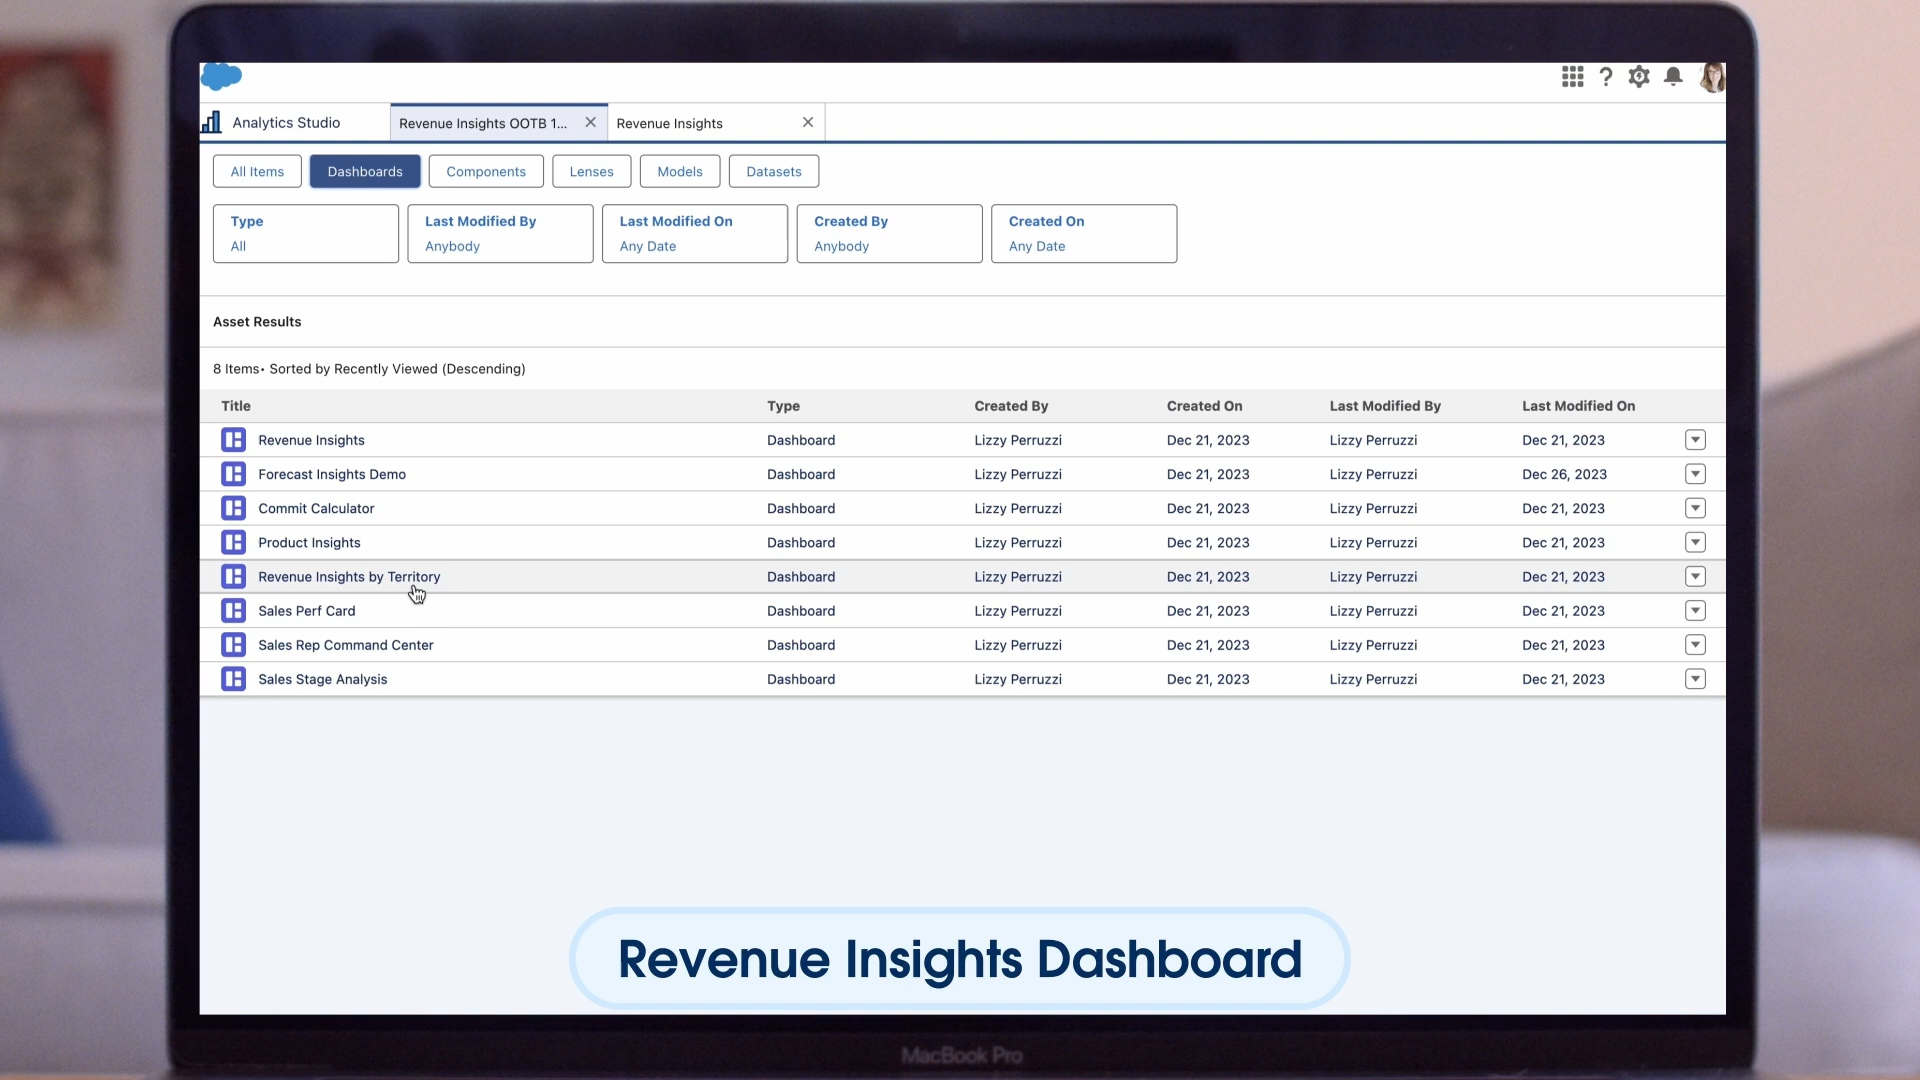 Analytics Studio
Revenue Insights OOTB 1...
Revenue Insights
All Items
Dashboards
Components
Lenses
Models
Datasets
Type
All
Last Modified By
Anybody
Last Modified On
Any Date
Created By
Anybody
Created On
Any Date
Asset Results
8 Items• Sorted by Recently Viewed (Descending)
Title Type Created By Created On Last Modified By Last Modified On
Revenue Insights Dashboard Lizzy Perruzzi Dec 21, 2023 Lizzy Perruzzi Dec 21, 2023
Forecast Insights Demo Dashboard Lizzy Perruzzi Dec 21, 2023 Lizzy Perruzzi Dec 26, 2023
Commit Calculator Dashboard Lizzy Perruzzi Dec 21, 2023 Lizzy Perruzzi Dec 21, 2023
Product Insights Dashboard Lizzy Perruzzi Dec 21, 2023 Lizzy Perruzzi Dec 21, 2023
Revenue Insights by Territory Dashboard Lizzy Perruzzi Dec 21, 2023 Lizzy Perruzzi Dec 21, 2023
Sales Perf Card Dashboard Lizzy Perruzzi Dec 21, 2023 Lizzy Perruzzi Dec 21, 2023
Sales Rep Command Center Dashboard Lizzy Perruzzi Dec 21, 2023 Lizzy Perruzzi Dec 21, 2023
Sales Stage Analysis Dashboard Lizzy Perruzzi Dec 21, 2023 Lizzy Perruzzi Dec 21, 2023
Revenue Insights Dashboard
MacBook Pro